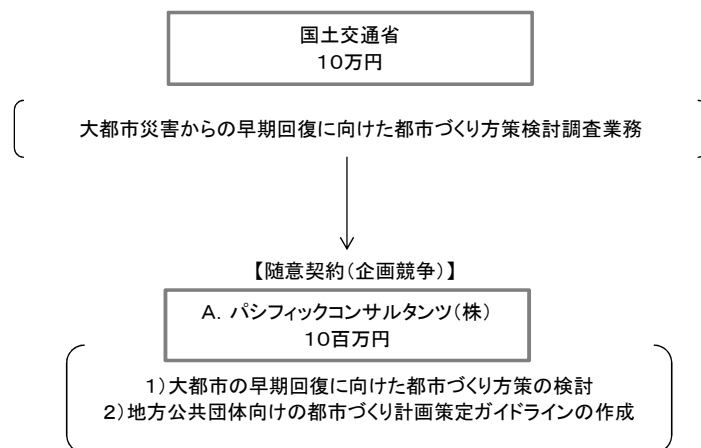 国土交通省
10万円
大都市災害からの早期回復に向けた都市づくり方策検討調査業務
【随意契約(企画競争)】
A. パシフィックコンサルタンツ(株)
10百万円
1)大都市の早期回復に向けた都市づくり方策の検討
2)地方公共団体向けの都市づくり計画策定ガイドラインの作成